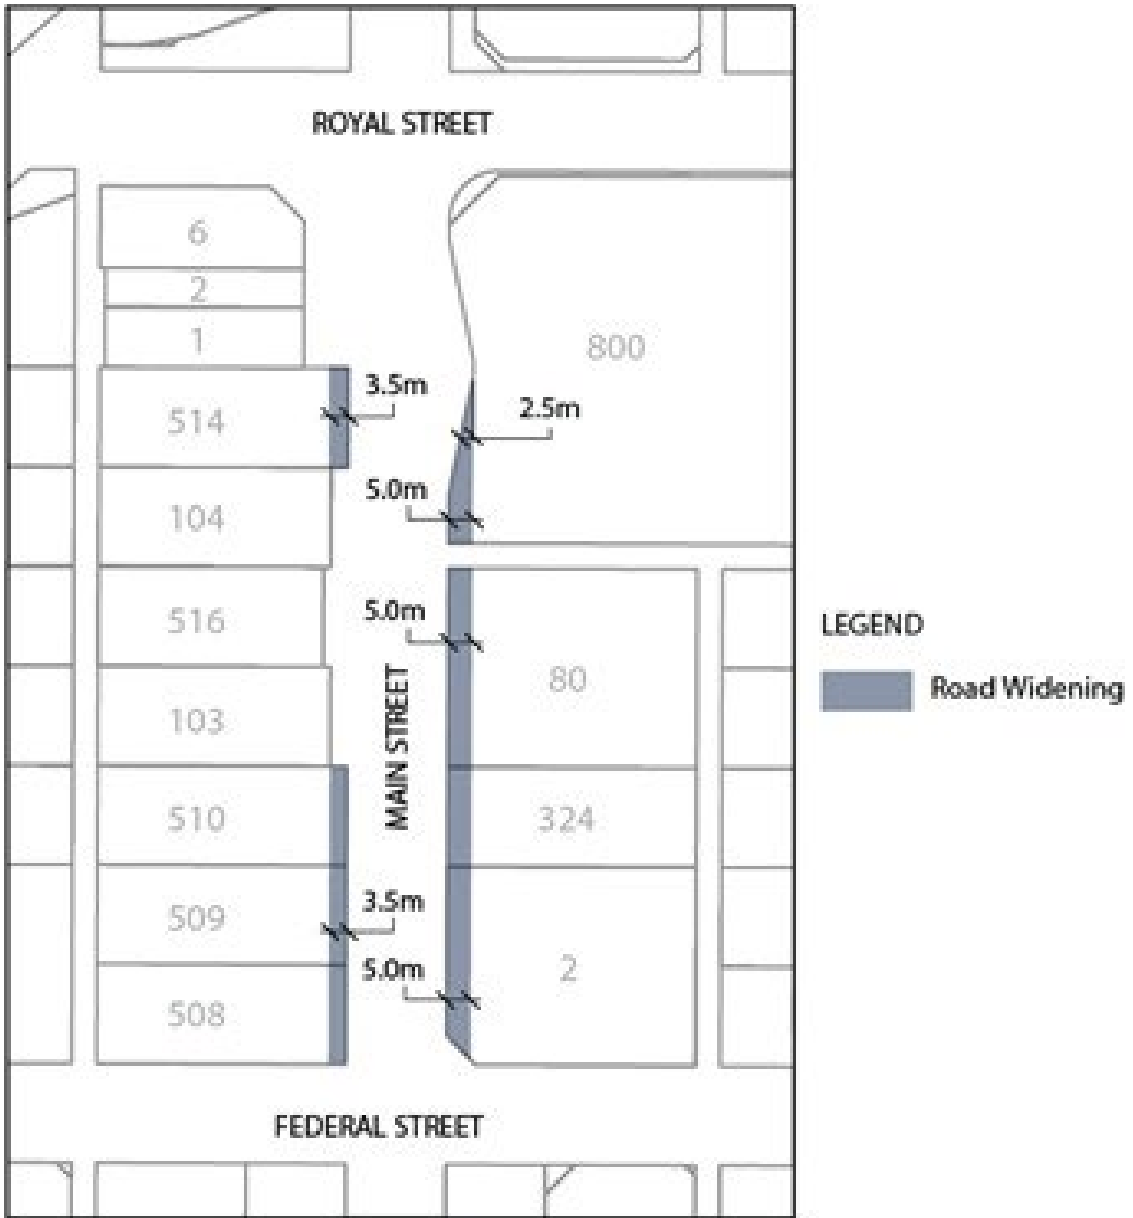 ROYAL STREET
6
2
1
800
3.5m
2.5m
514
5.0m
104
5.0m
516
LEGEND
Road Widening
80
103
MAIN STREET
510
324
3.5m
509
5.0m
2
508
FEDERAL STREET